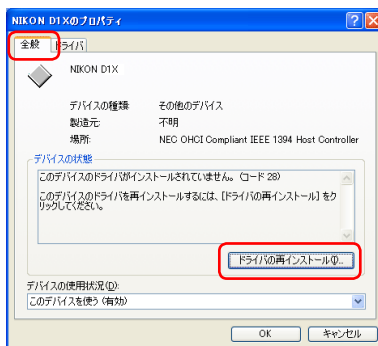 NIKON D1Xのプロパティ
全般
ドライバ
NIKON D1X
デバイスの種類: その他のデバイス
製造元: 不明
場所: NEC OHCI Compliant IEEE 1394 Host Controller
デバイスの状態
このデバイスのドライバがインストールされていません。 (コード 28)
このデバイスのドライバを再インストールするには、[ドライバの再インストール] をク
リックしてください。
ドライバの再インストール(I)...
デバイスの使用状況(D):
このデバイスを使う (有効)
OK
キャンセル